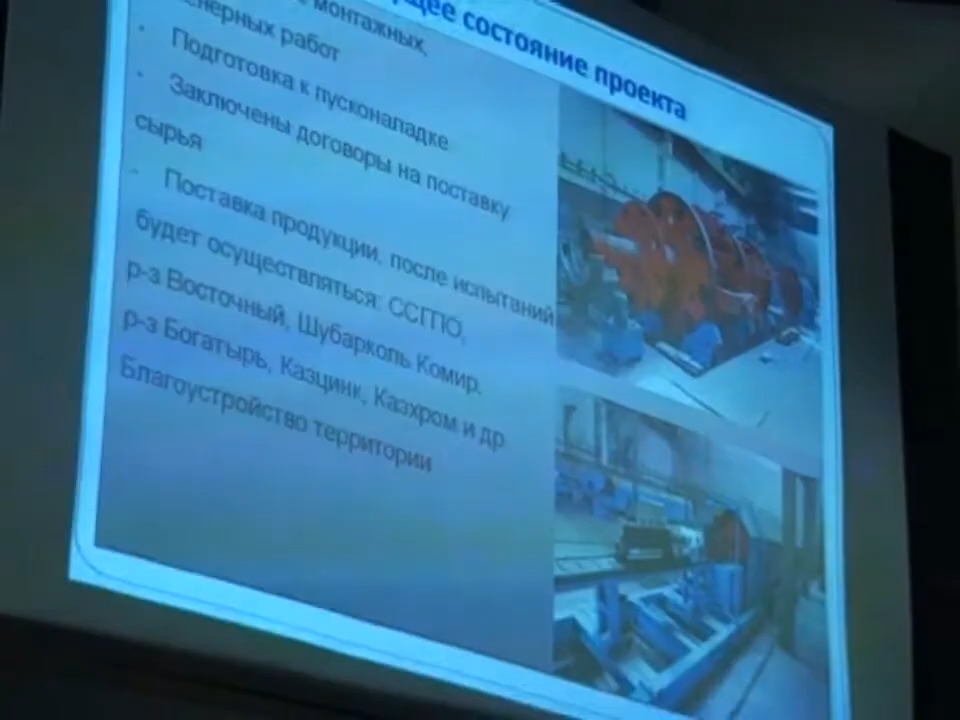 состояние проекта
монтажных,
работ
- Подготовка к пусконаладке
- Заключены договоры на поставку
сырья
- Поставка продукции, после испытаний
будет осуществляться: ССГПО,
р-з Восточный, Шубарколь Комир,
р-з Богатырь, Казцинк, Казхром и др
Благоустройство территории